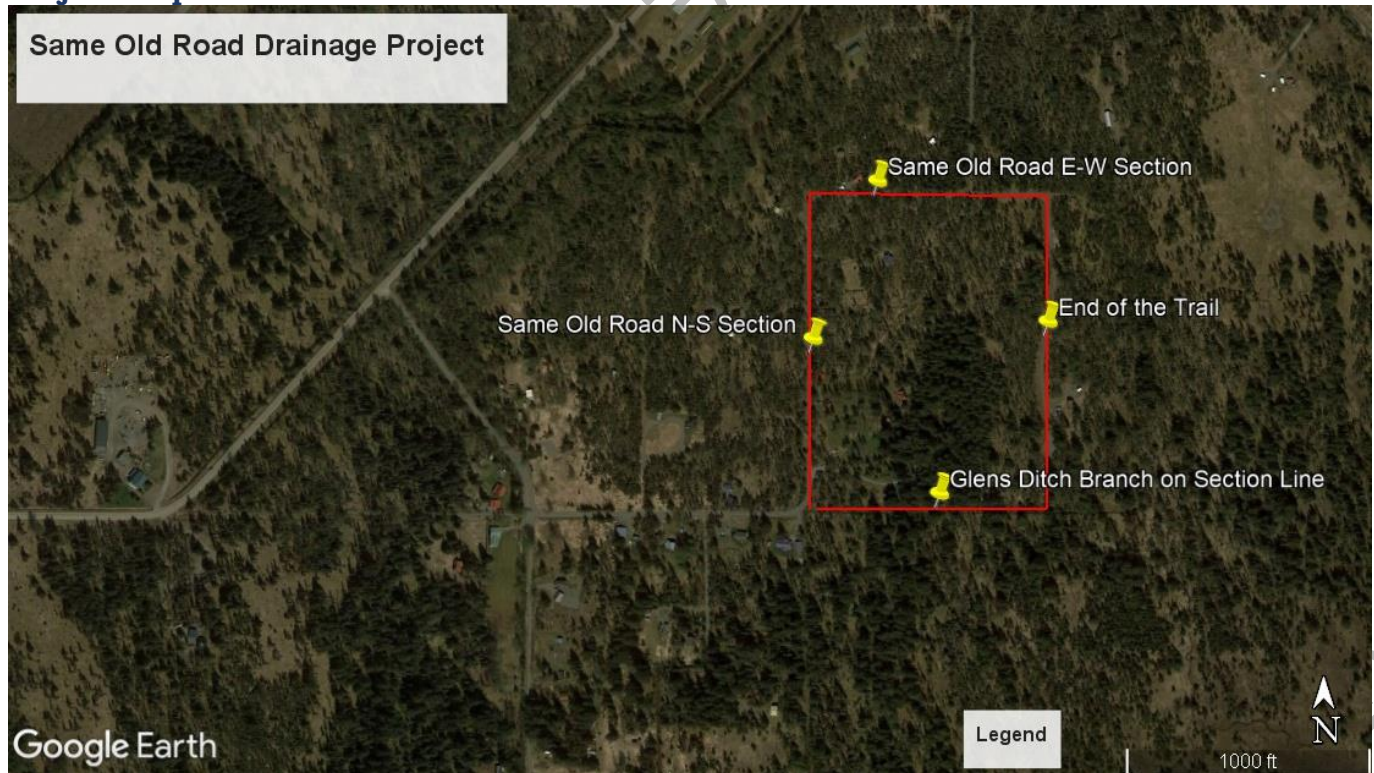 Same Old Road Drainage Project
Same Old Road E-W Section
End of the Trail
Same Old Road N-S Section
Glens Ditch Branch on Section Line
Legend
N
Google Earth
1000 ft